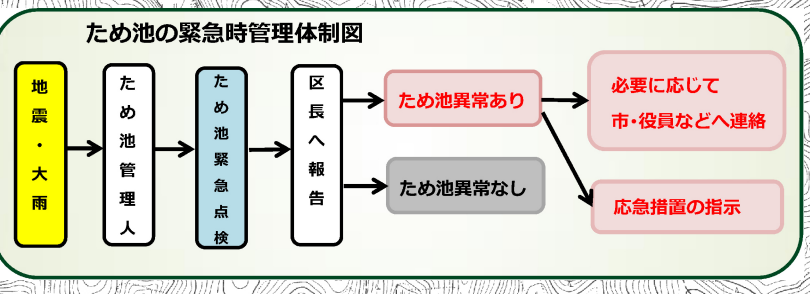 ため池の緊急時管理体制図
地震・大雨
ため池管理人
ため池緊急点検
区長へ報告
ため池異常あり
ため池異常なし
必要に応じて
市・役員などへ連絡
応急措置の指示